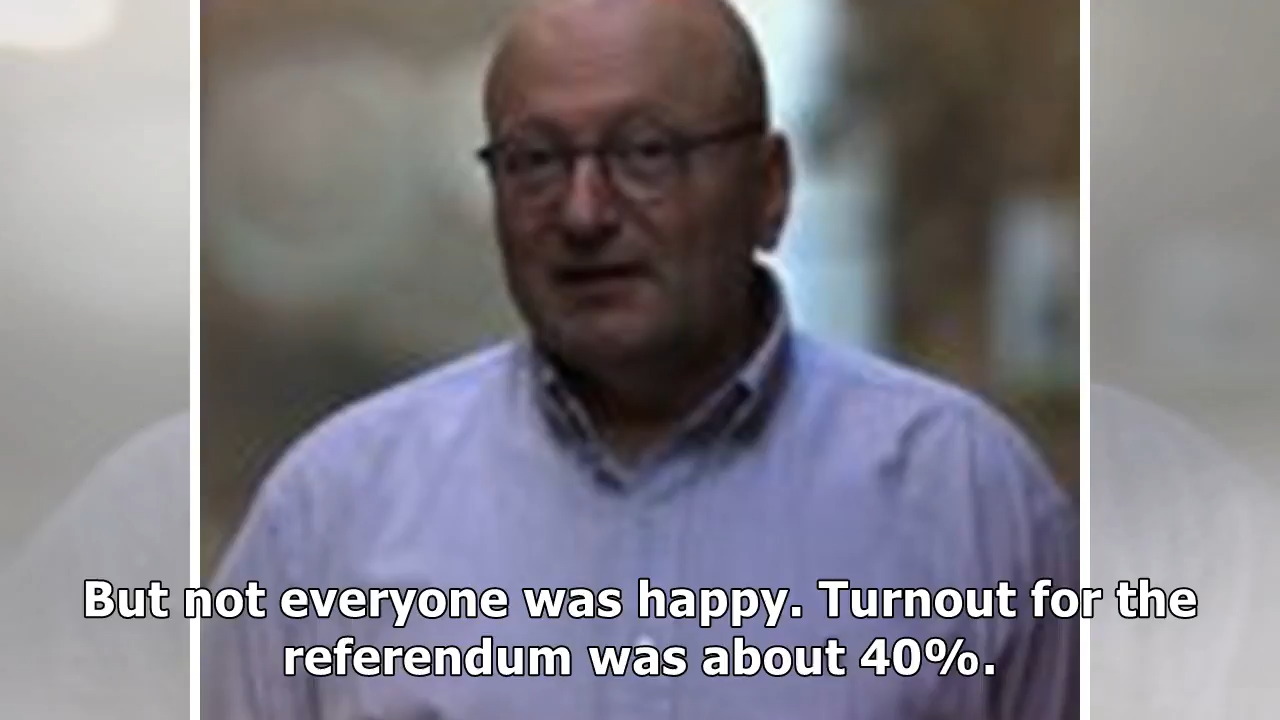 But not everyone was happy. Turnout for the
referendum was about 40%.